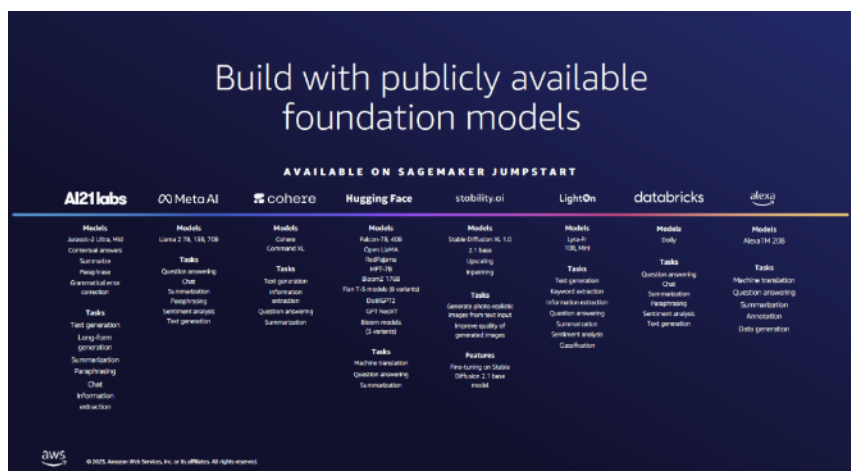 Build with publicly available
foundation models
AVAILABLE ON SAGEMAKER JUMPSTART
AI21labs
Meta AI
cohere
Hugging Face
stability.ai
LightOn
databricks
alexa
Models
Jurassic-2 Ultra, Mid
Contextual answers
Summarize
Paraphrase
Grammatical error
correction
Tasks
Text generation
Long-form
generation
Summarization
Paraphrasing
Chat
Information
extraction
Models
Llama 2 7B, 13B, 70B
Tasks
Question answering
Chat
Summarization
Paraphrasing
Sentiment analysis
Text generation
Models
Cohere
Command XL
Tasks
Text generation
Information
extraction
Question answering
Summarization
Models
Falcon-7B, 40B
Open LLaMA
RedPajama
MPT-7B
BloomZ 176B
Flan T-5 models (8 variants)
DistilGPT2
GPT NeoXT
Bloom models
(3 variants)
Tasks
Machine translation
Question answering
Summarization
Models
Stable Diffusion XL 1.0
2.1 base
Upscaling
Inpainting
Tasks
Generate photo-realistic
images from text input
Improve quality of
generated images
Features
Fine-tuning on Stable
Diffusion 2.1 base
model
Models
Lyra-Fr
10B, Mini
Tasks
Text generation
Keyword extraction
Information extraction
Question answering
Summarization
Sentiment analysis
Classification
Models
Dolly
Tasks
Question answering
Chat
Summarization
Paraphrasing
Sentiment analysis
Text generation
Models
AlexaTM 20B
Tasks
Machine translation
Question answering
Summarization
Annotation
Data generation
aws
© 2023, Amazon Web Services, Inc. or its affiliates. All rights reserved.